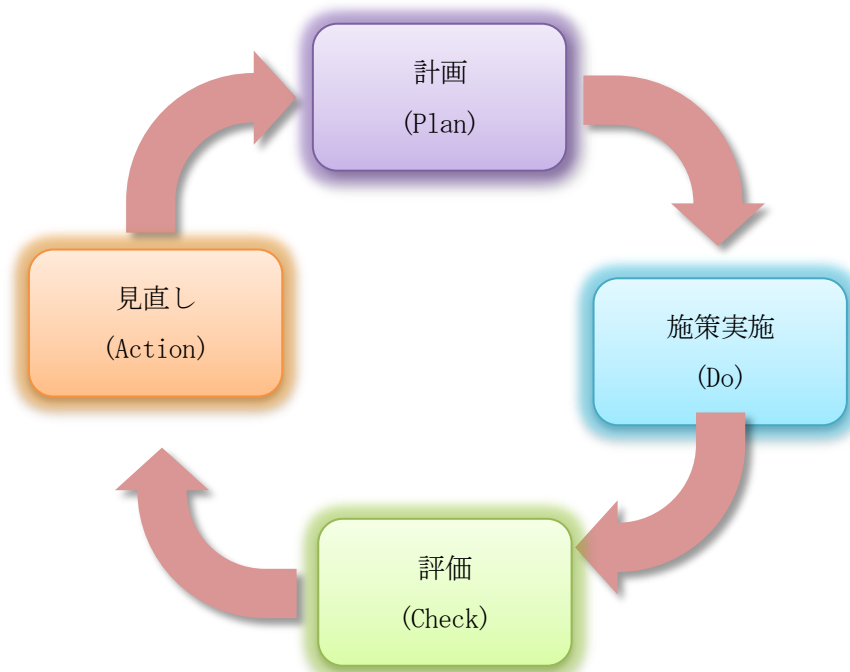 計画
(Plan)
施策実施
(Do)
評価
(Check)
見直し
(Action)